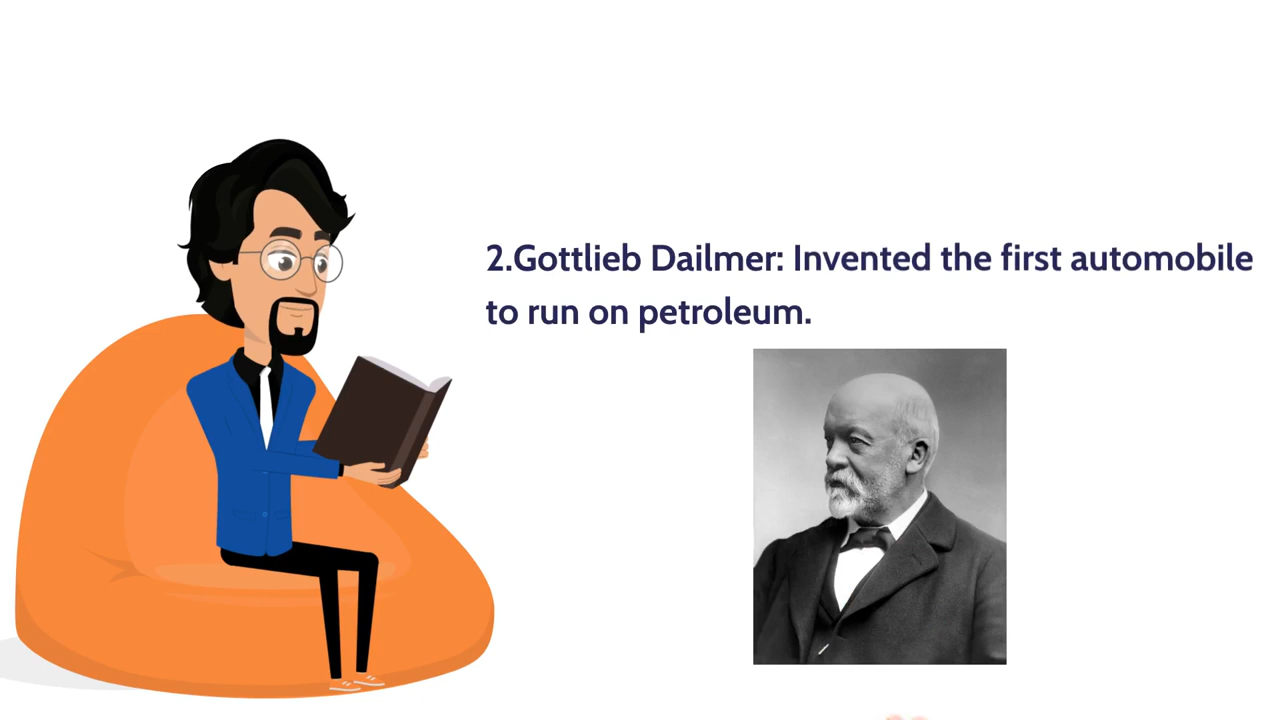 2.Gottlieb Dailmer: Invented the first automobile
to run on petroleum.